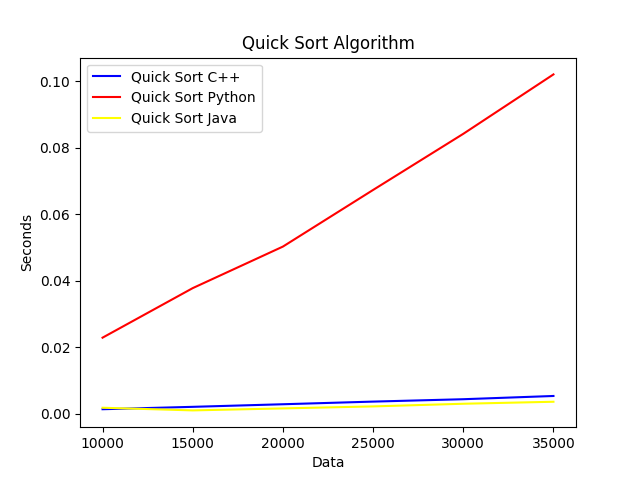 Quick Sort Algorithm
Quick Sort C++
Quick Sort Python
Quick Sort Java
0.10
0.08
0.06
0.04
0.02
0.00
Seconds
10000 15000 20000 25000 30000 35000
Data